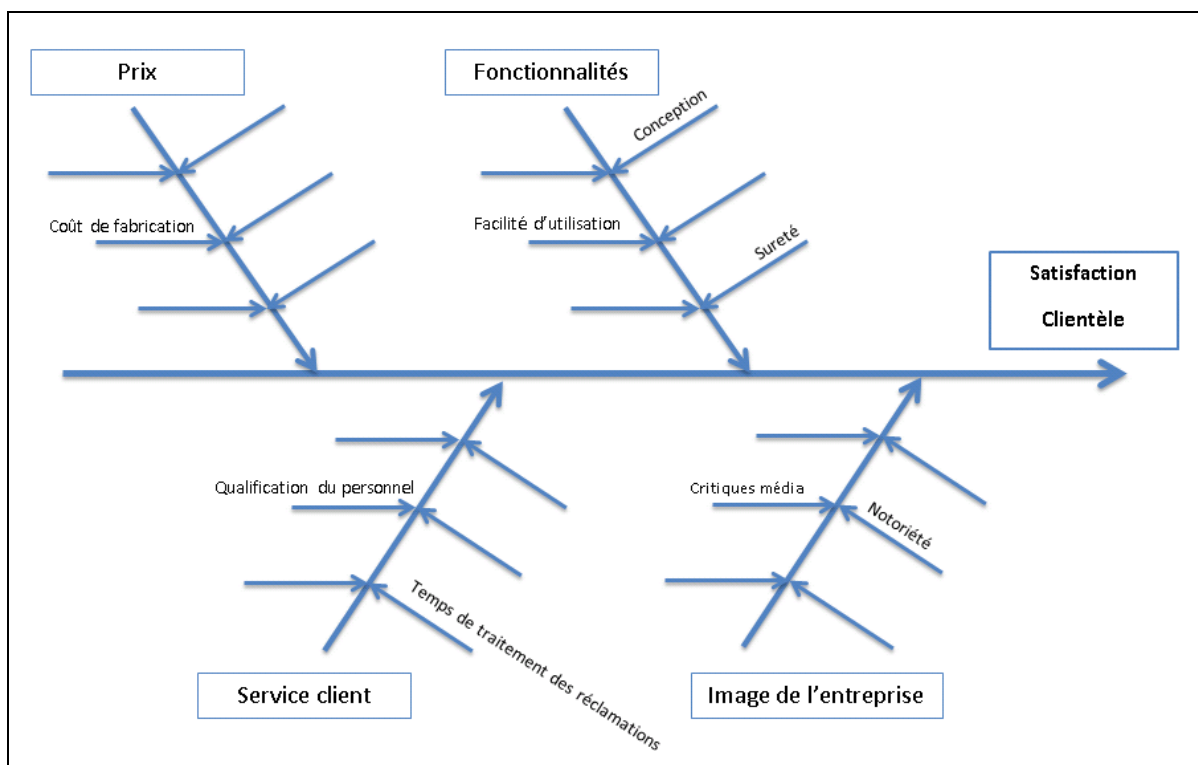 Prix
Fonctionnalités
Conception
Coût de fabrication
Facilité d'utilisation
Sureté
Satisfaction
Clientèle
Qualification du personnel
Critiques média
Notoriété
Temps de traitement des réclamations
Service client
Image de l'entreprise